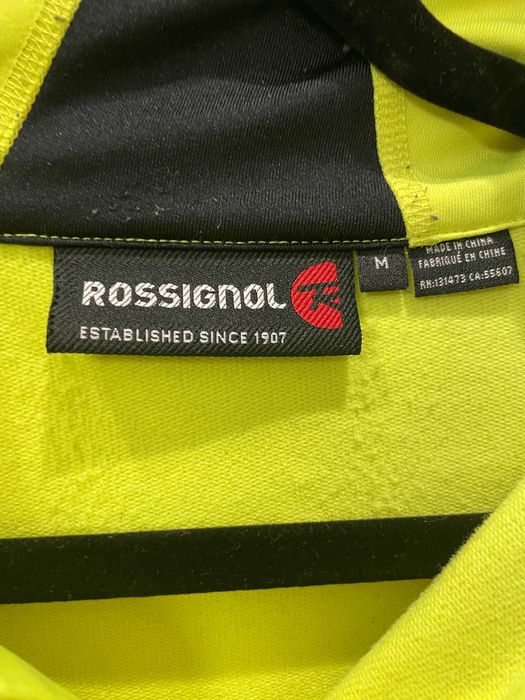 ROSSIGNOL
ESTABLISHED SINCE 1907
M
MADE IN CHINA
FABRIQUÉ EN CHINE
RN:131473 CA:55607